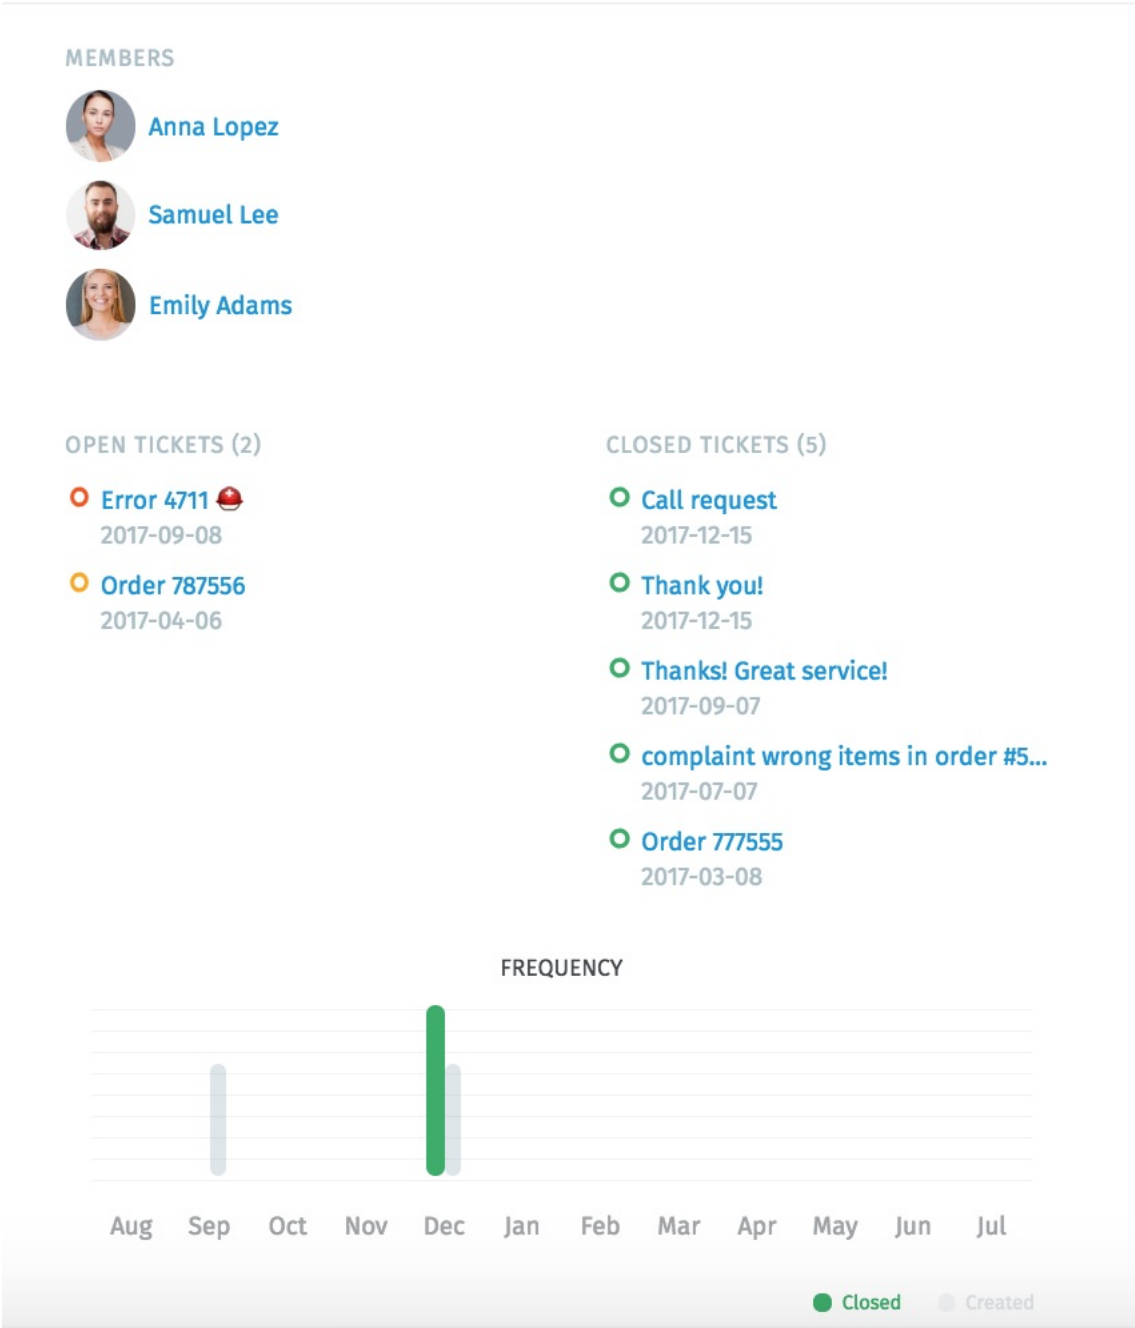 MEMBERS
Anna Lopez
Samuel Lee
Emily Adams
OPEN TICKETS (2)
Error 4711
2017-09-08
Order 787556
2017-04-06
CLOSED TICKETS (5)
Call request
2017-12-15
Thank you!
2017-12-15
Thanks! Great service!
2017-09-07
complaint wrong items in order #5...
2017-07-07
Order 777555
2017-03-08
FREQUENCY
Aug Sep Oct Nov Dec Jan Feb Mar Apr May Jun Jul
Closed Created